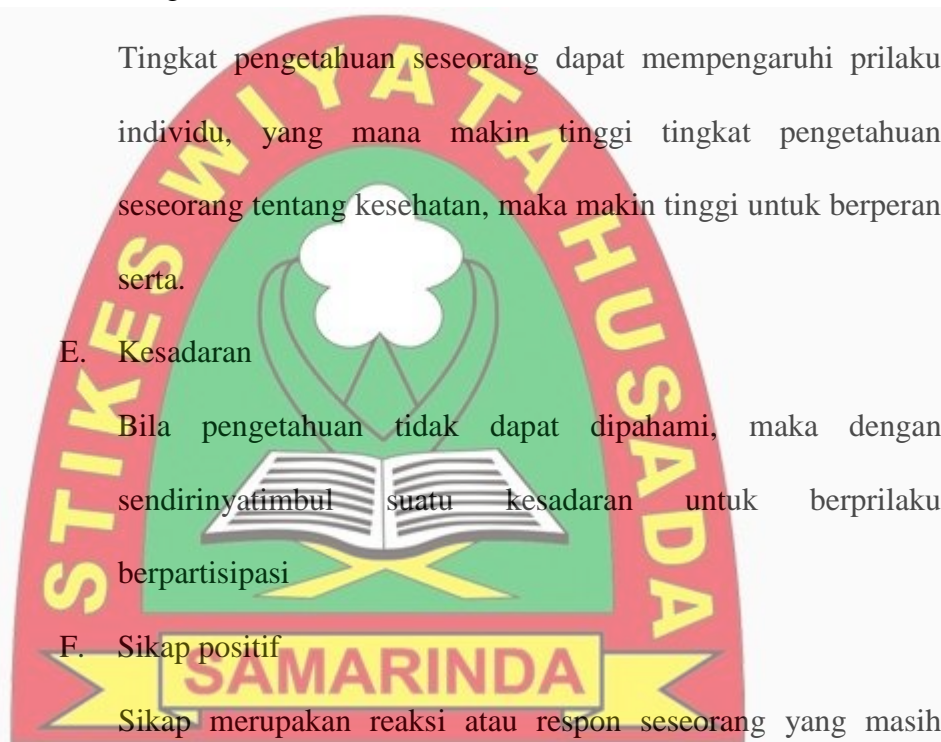 Tingkat pengetahuan seseorang dapat mempengaruhi prilaku
individu, yang mana makin tinggi tingkat pengetahuan
seseorang tentang kesehatan, maka makin tinggi untuk berperan
serta.
E. Kesadaran
Bila pengetahuan tidak dapat dipahami, maka dengan
sendirinyatimbul suatu kesadaran untuk berprilaku
berpartisipasi
F. Sikap positif
Sikap merupakan reaksi atau respon seseorang yang masih
STIKES WIYATA HUSADA
SAMARINDA